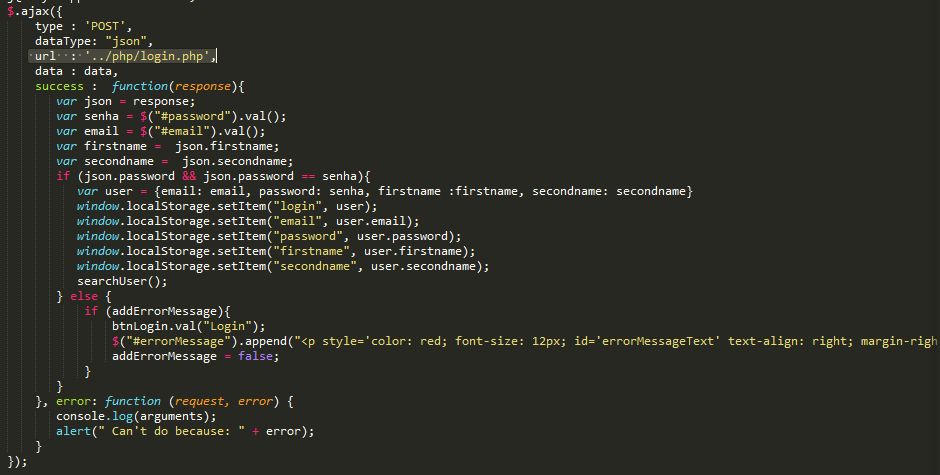 $.ajax({
type : 'POST',
dataType: "json",
url : '../php/login.php',
data : data,
success : function(response){
var json = response;
var senha = $("#password").val();
var email = $("#email").val();
var firstname = json.firstname;
var secondname = json.secondname;
if (json.password && json.password == senha){
var user = {email: email, password: senha, firstname :firstname, secondname: secondname}
window.localStorage.setItem("login", user);
window.localStorage.setItem("email", user.email);
window.localStorage.setItem("password", user.password);
window.localStorage.setItem("firstname", user.firstname);
window.localStorage.setItem("secondname", user.secondname);
searchUser();
} else {
if (addErrorMessage){
btnLogin.val("Login");
$("#errorMessage").append("<p style='color: red; font-size: 12px; id='errorMessageText' text-align: right; margin-righ
addErrorMessage = false;
}
}
}, error: function (request, error) {
console.log(arguments);
alert(" Can't do because: " + error);
}
});